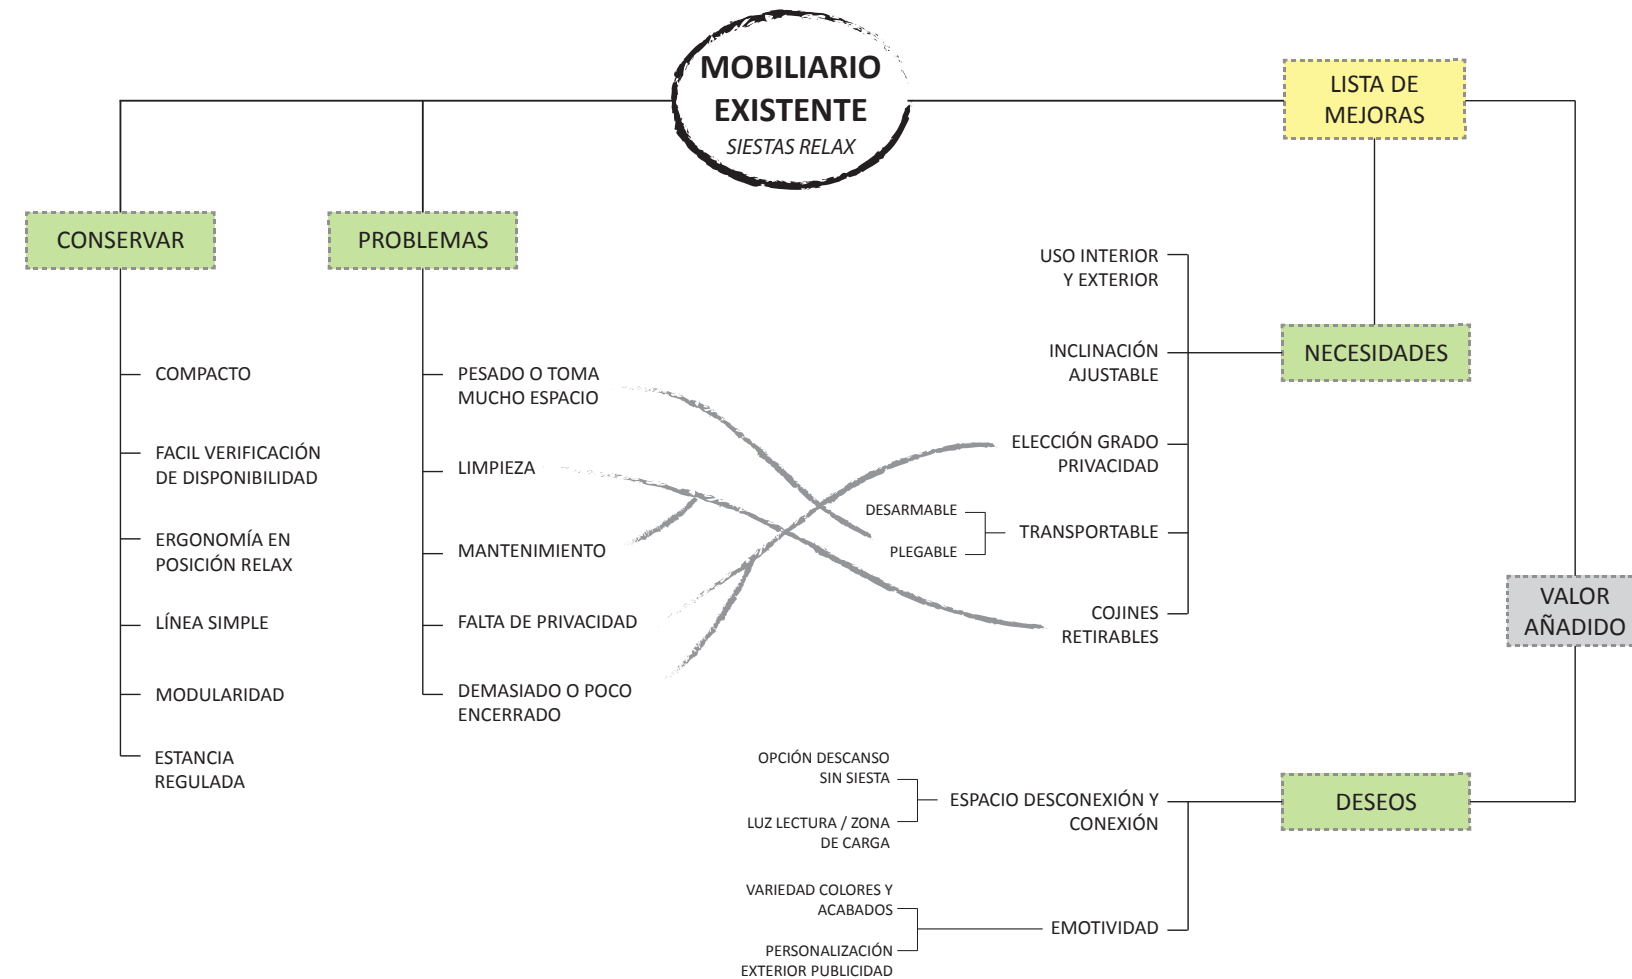 MOBILIARIO
EXISTENTE
SIESTAS RELAX
LISTA DE
MEJORAS
CONSERVAR
COMPACTO
FACIL VERIFICACIÓN
DE DISPONIBILIDAD
ERGONOMÍA EN
POSICIÓN RELAX
LÍNEA SIMPLE
MODULARIDAD
ESTANCIA
REGULADA
PROBLEMAS
PESADO O TOMA
MUCHO ESPACIO
LIMPIEZA
MANTENIMIENTO
FALTA DE PRIVACIDAD
DEMASIADO O POCO
ENCERRADO
NECESIDADES
USO INTERIOR
Y EXTERIOR
INCLINACIÓN
AJUSTABLE
ELECCIÓN GRADO
PRIVACIDAD
TRANSPORTABLE
DESARMABLE
PLEGABLE
COJINES
RETIRABLES
VALOR
AÑADIDO
DESEOS
ESPACIO DESCONEXIÓN Y
CONEXIÓN
OPCIÓN DESCANSO
SIN SIESTA
LUZ LECTURA / ZONA
DE CARGA
EMOTIVIDAD
VARIEDAD COLORES Y
ACABADOS
PERSONALIZACIÓN
EXTERIOR PUBLICIDAD